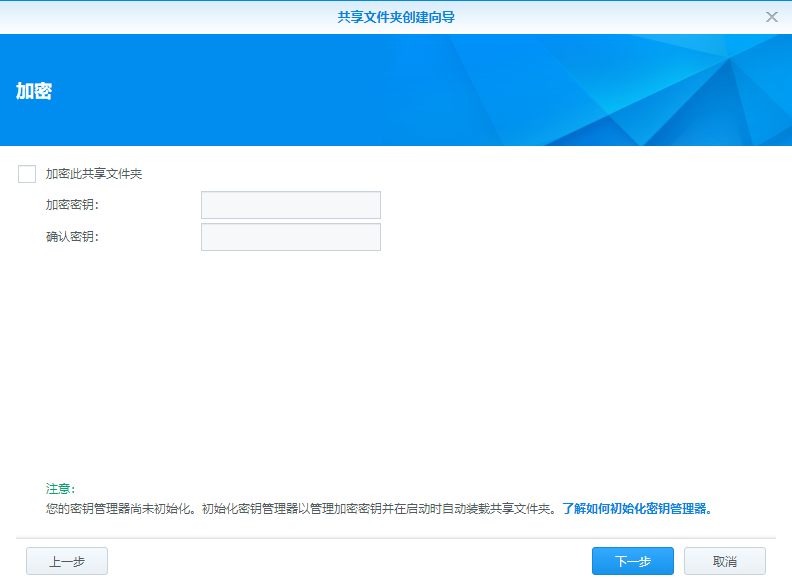 共享文件夹创建向导
加密
加密此共享文件夹
加密密钥：
确认密钥：
注意：
您的密钥管理器尚未初始化。初始化密钥管理器以管理加密密钥并在启动时自动装载共享文件夹。了解如何初始化密钥管理器。
上一步
下一步
取消